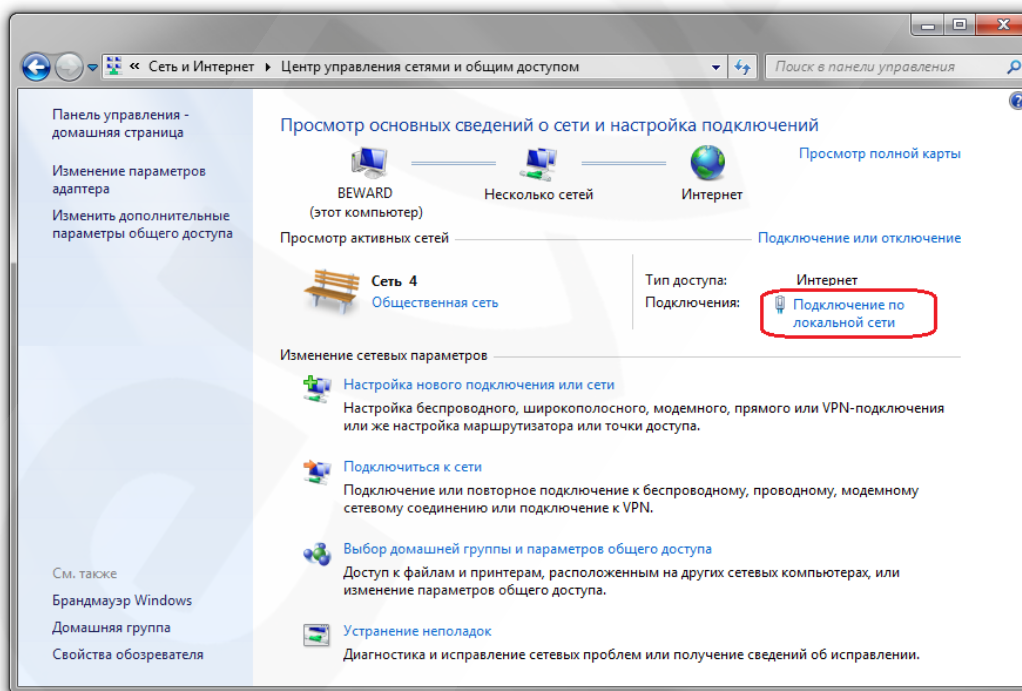 « Сеть и Интернет ▸ Центр управления сетями и общим доступом
Поиск в панели управления
Панель управления -
домашняя страница
Изменение параметров
адаптера
Изменить дополнительные
параметры общего доступа
См. также
Брандмауэр Windows
Домашняя группа
Свойства обозревателя
Просмотр основных сведений о сети и настройка подключений
Просмотр полной карты
BEWARD
(этот компьютер)
Несколько сетей
Интернет
Просмотр активных сетей
Подключение или отключение
Сеть 4
Общественная сеть
Тип доступа: Интернет
Подключения: Подключение по
локальной сети
Изменение сетевых параметров
Настройка нового подключения или сети
Настройка беспроводного, широкополосного, модемного, прямого или VPN-подключения
или же настройка маршрутизатора или точки доступа.
Подключиться к сети
Подключение или повторное подключение к беспроводному, проводному, модемному
сетевому соединению или подключение к VPN.
Выбор домашней группы и параметров общего доступа
Доступ к файлам и принтерам, расположенным на других сетевых компьютерах, или
изменение параметров общего доступа.
Устранение неполадок
Диагностика и исправление сетевых проблем или получение сведений об исправлении.